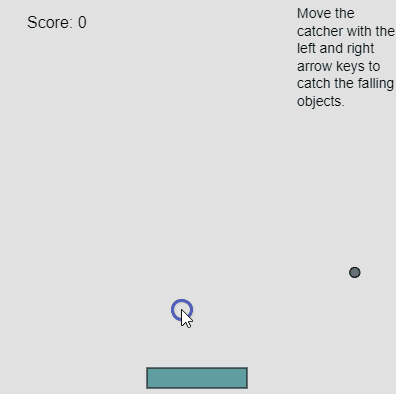 Score: 0
Move the
catcher with the
left and right
arrow keys to
catch the falling
objects.